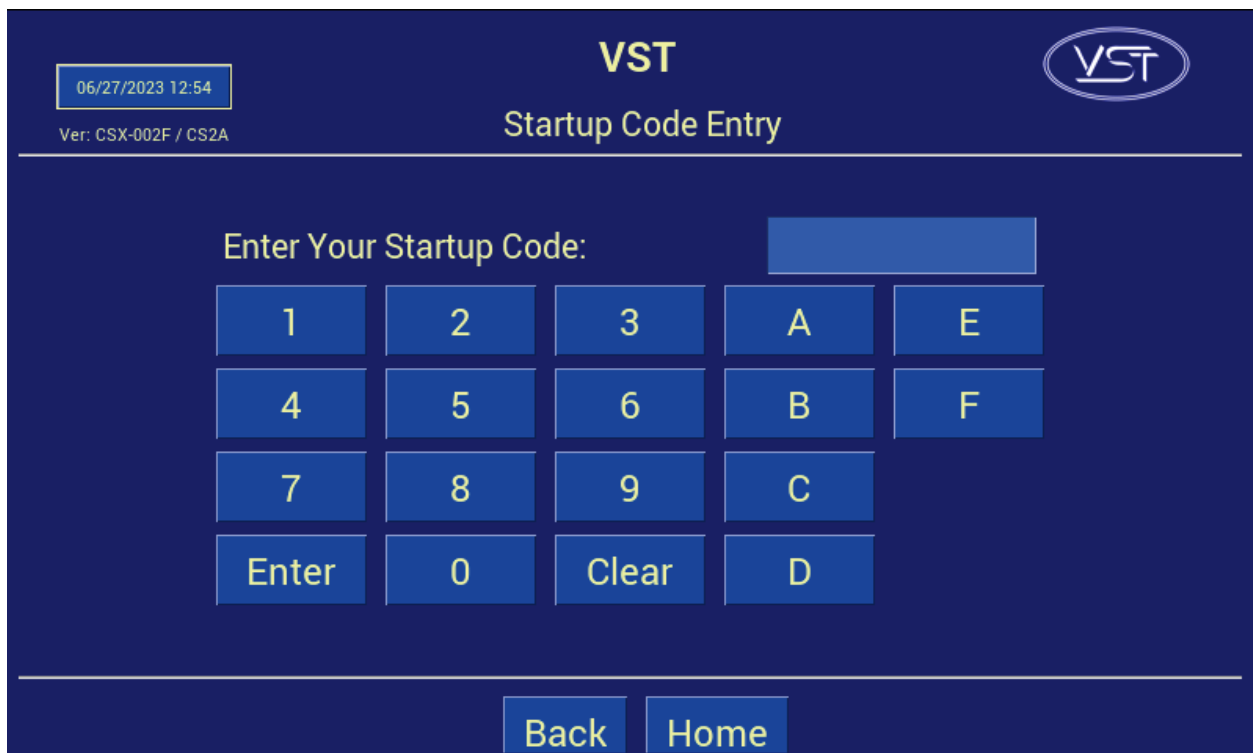 VST
VST
06/27/2023 12:54
Ver: CSX-002F / CS2A
Startup Code Entry
Enter Your Startup Code:
1 2 3 A E
4 5 6 B F
7 8 9 C
Enter 0 Clear D
Back Home